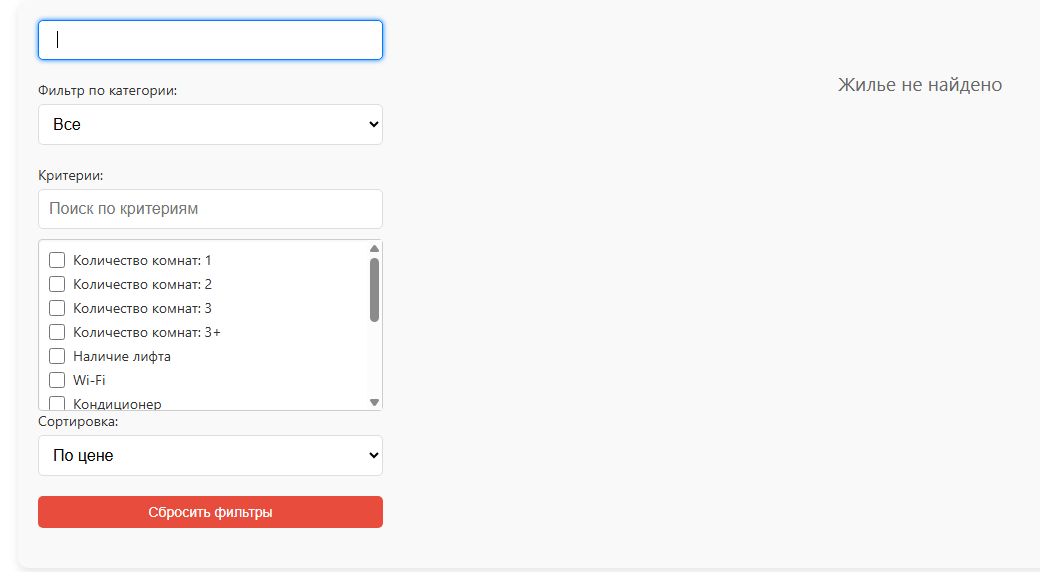 Жилье не найдено
Фильтр по категории:
Все
Критерии:
Поиск по критериям
Количество комнат: 1
Количество комнат: 2
Количество комнат: 3
Количество комнат: 3+
Наличие лифта
Wi-Fi
Кондиционер
Сортировка:
По цене
Сбросить фильтры